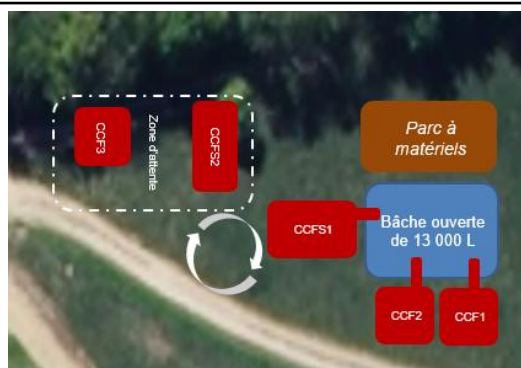 CCF3
Zone d'attente
CCFS2
Parc à
matériels
CCFS1
Bâche ouverte
de 13 000 L
CCF2
CCF1